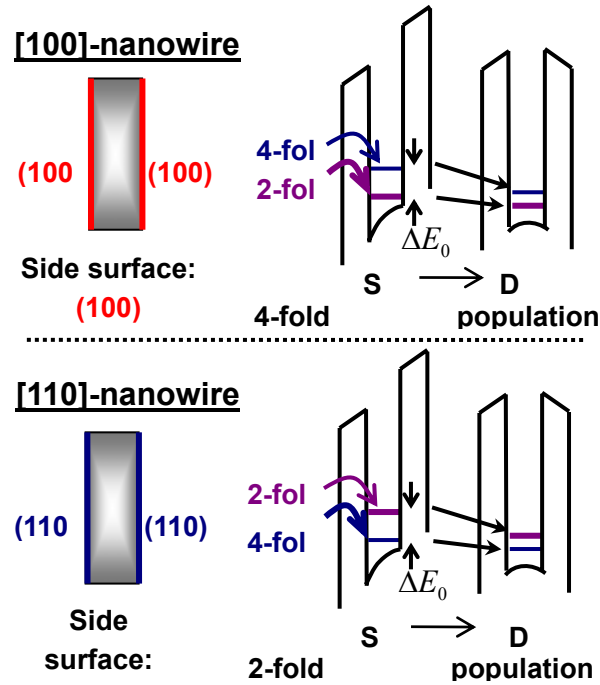 [100]-nanowire
4-fol
2-fol
(100 (100)
ΔE₀
Side surface:
(100)
S D
4-fold population
[110]-nanowire
2-fol
4-fol
(110 (110)
ΔE₀
Side
surface:
S D
2-fold population